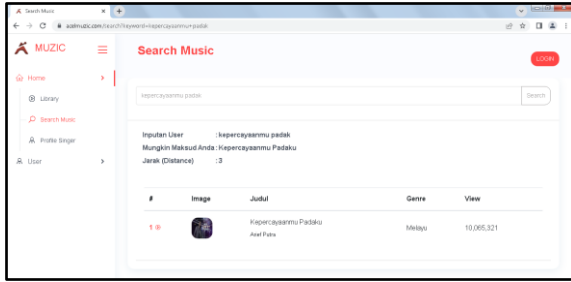 Search Music
MUZIC
Search Music
LOGIN
Home
Library
Search Music
Profile Singer
User
kepercayaanmu padak
Search
Inputan User : kepercayaanmu padak
Mungkin Maksud Anda : Kepercayaanmu Padaku
Jarak (Distance) : 3
# Image Judul Genre View
1 Kepercayaanmu Padaku Melayu 10,065,321